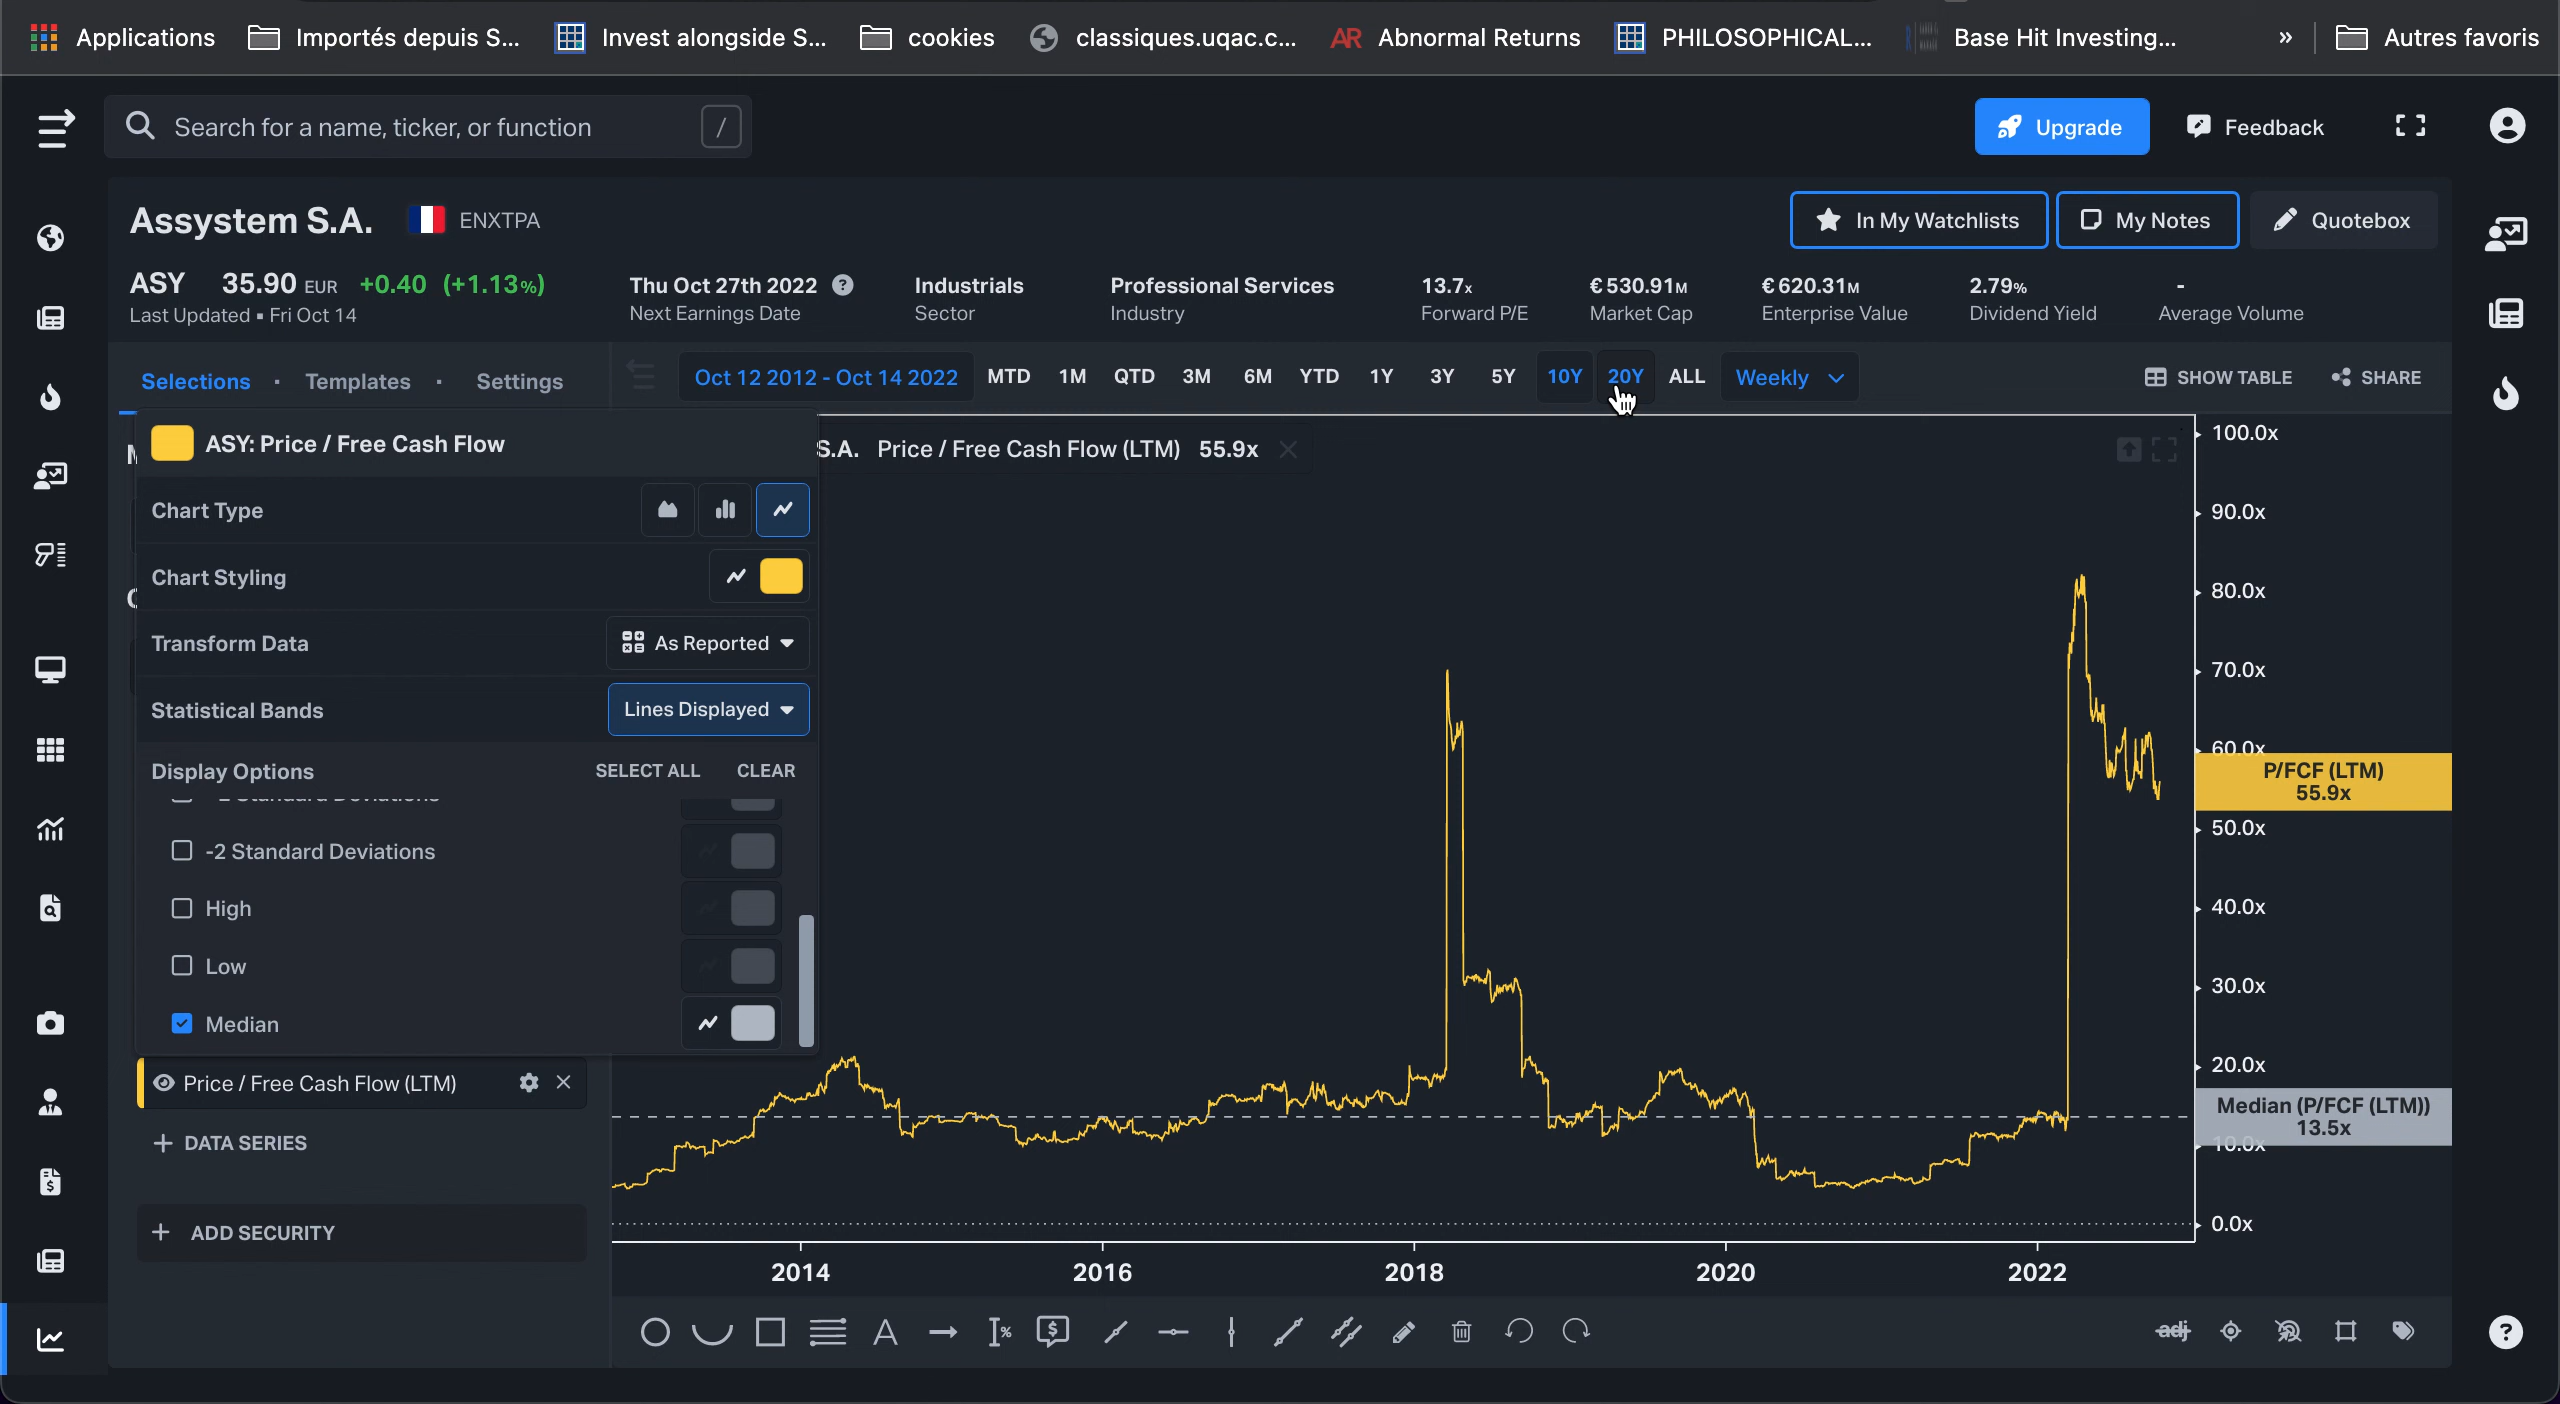 Applications
Importés depuis S...
Invest alongside S...
cookies
classiques.uqac.c...
AR Abnormal Returns
PHILOSOPHICAL...
Base Hit Investing...
»
Autres favoris
Search for a name, ticker, or function
/
Upgrade
Feedback
Assystem S.A.
ENXTPA
In My Watchlists
My Notes
Quotebox
ASY 35.90 EUR +0.40 (+1.13%)
Last Updated ▪ Fri Oct 14
Thu Oct 27th 2022
Next Earnings Date
Industrials
Sector
Professional Services
Industry
13.7x
Forward P/E
€530.91M
Market Cap
€620.31M
Enterprise Value
2.79%
Dividend Yield
-
Average Volume
Selections · Templates · Settings
Oct 12 2012 - Oct 14 2022
MTD 1M QTD 3M 6M YTD 1Y 3Y 5Y 10Y 20Y ALL
Weekly
SHOW TABLE
SHARE
ASY: Price / Free Cash Flow
S.A. Price / Free Cash Flow (LTM) 55.9x
Chart Type
Chart Styling
Transform Data
As Reported
Statistical Bands
Lines Displayed
Display Options
SELECT ALL
CLEAR
-2 Standard Deviations
High
Low
Median
Price / Free Cash Flow (LTM)
+ DATA SERIES
+ ADD SECURITY
100.0x
90.0x
80.0x
70.0x
60.0x
P/FCF (LTM)
55.9x
50.0x
40.0x
30.0x
20.0x
Median (P/FCF (LTM))
13.5x
10.0x
0.0x
2014
2016
2018
2020
2022
A
%
$
adj
?